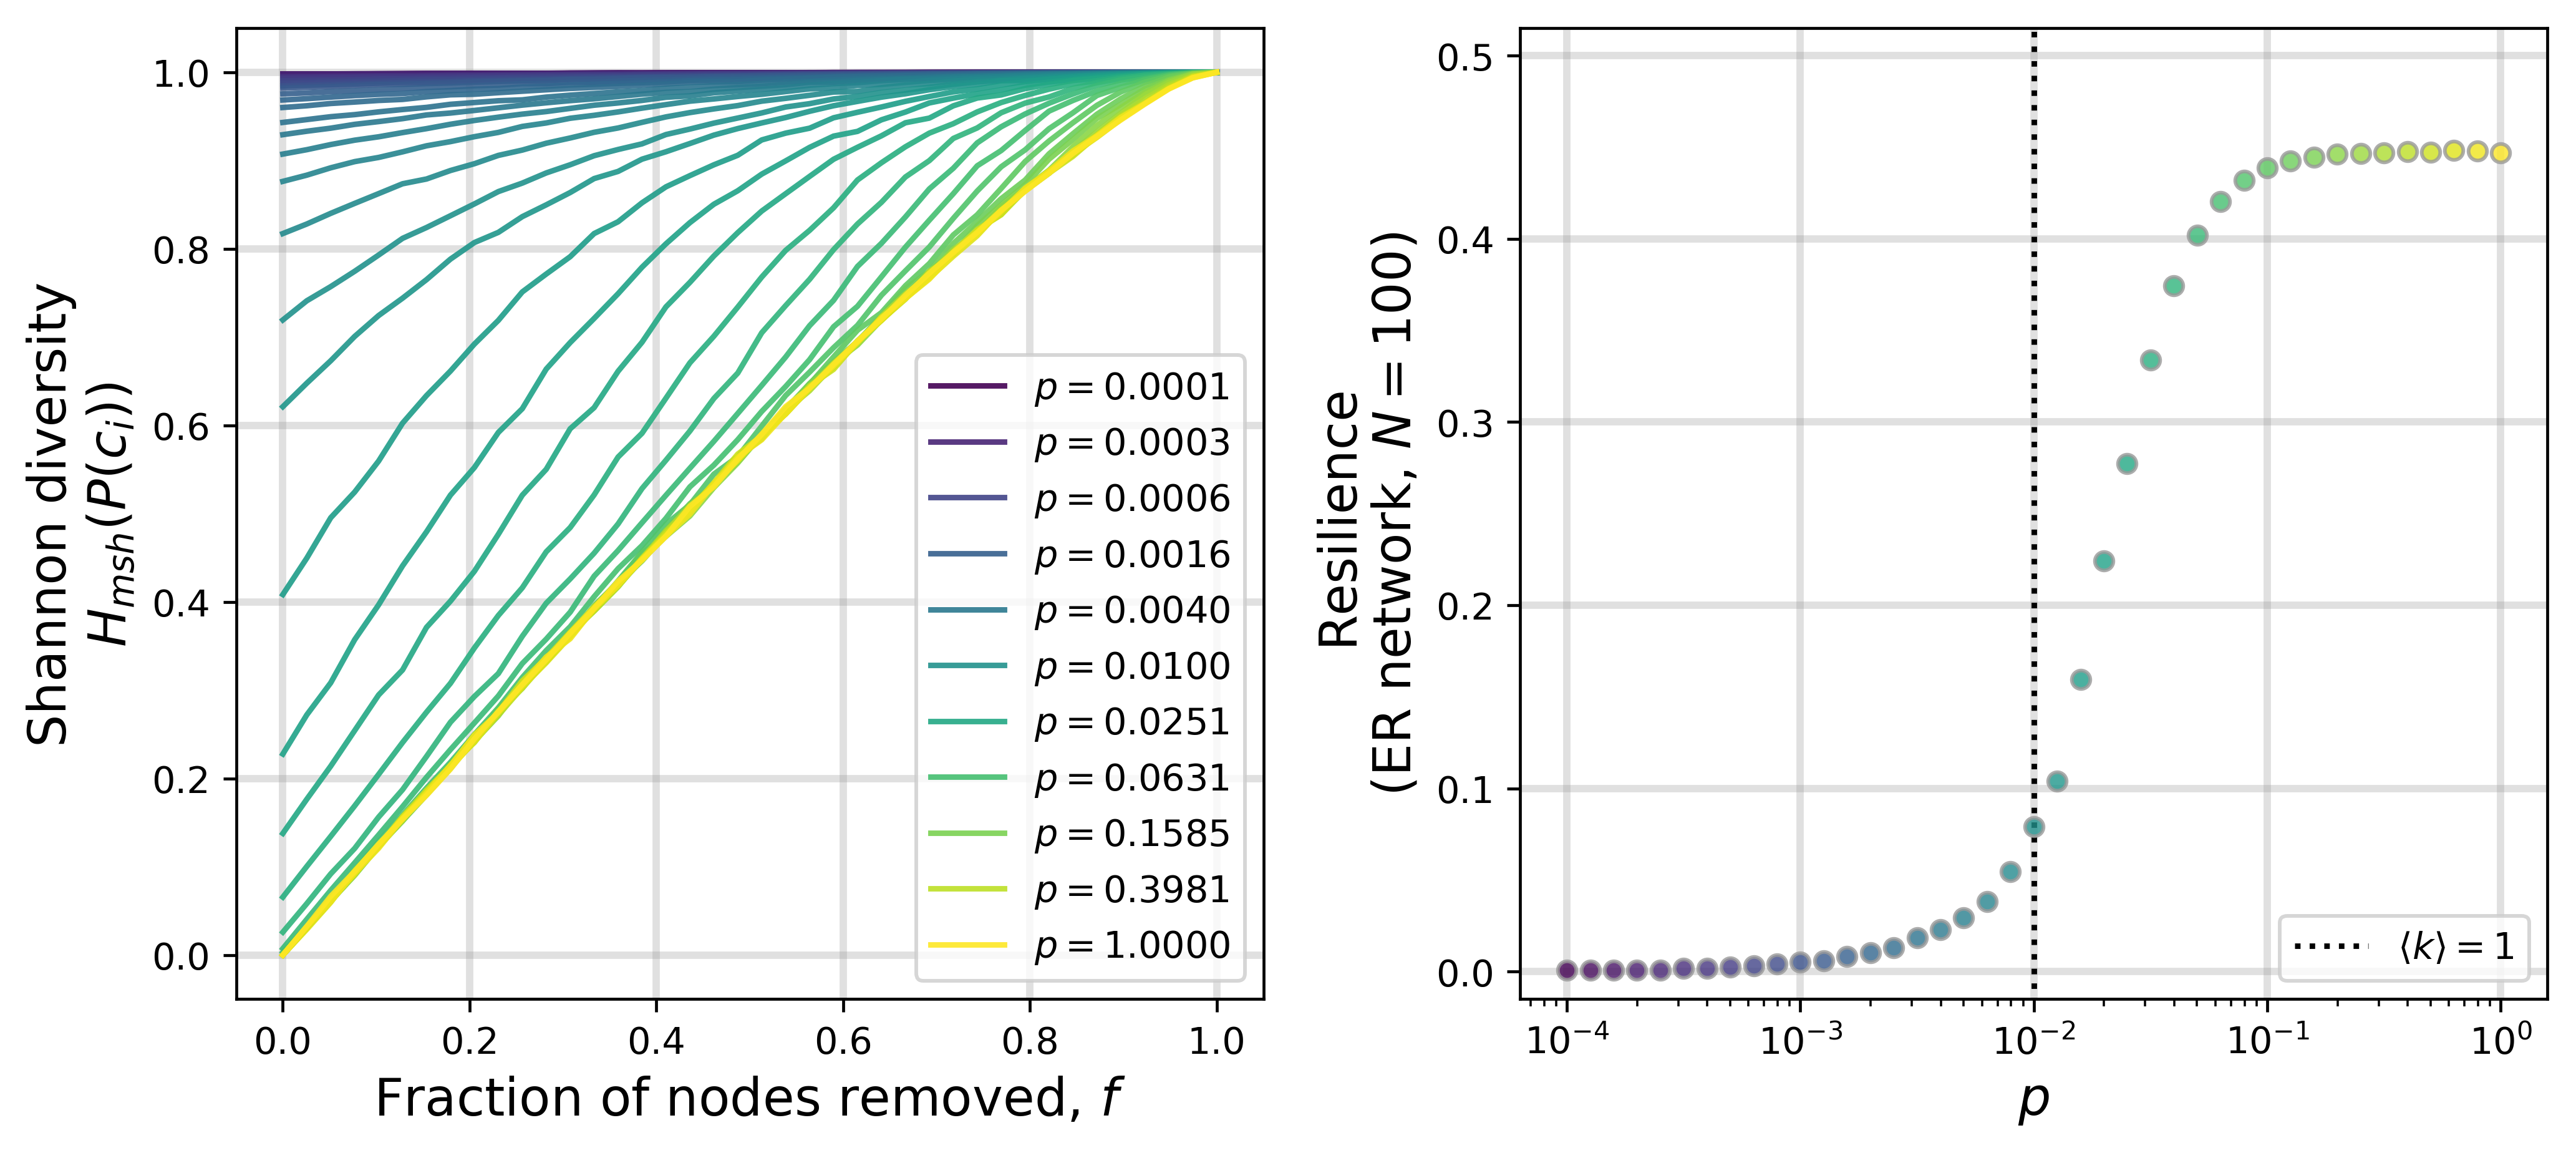 Shannon diversity
H_{msh}(P(c_i))
1.0
0.8
0.6
0.4
0.2
0.0
p = 0.0001
p = 0.0003
p = 0.0006
p = 0.0016
p = 0.0040
p = 0.0100
p = 0.0251
p = 0.0631
p = 0.1585
p = 0.3981
p = 1.0000
0.0 0.2 0.4 0.6 0.8 1.0
Fraction of nodes removed, f
Resilience
(ER network, N = 100)
0.5
0.4
0.3
0.2
0.1
0.0
⟨k⟩ = 1
10^{-4} 10^{-3} 10^{-2} 10^{-1} 10^{0}
p